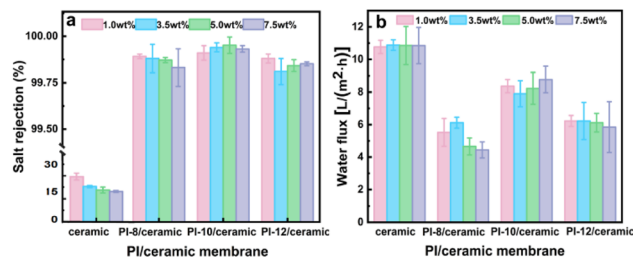 a
1.0wt% 3.5wt% 5.0wt% 7.5wt%
Salt rejection (%)
100.00
99.75
99.50
30
15
0
ceramic PI-8/ceramic PI-10/ceramic PI-12/ceramic
PI/ceramic membrane
b
1.0wt% 3.5wt% 5.0wt% 7.5wt%
Water flux [L/(m²·h)]
12
10
8
6
4
2
0
ceramic PI-8/ceramic PI-10/ceramic PI-12/ceramic
PI/ceramic membrane